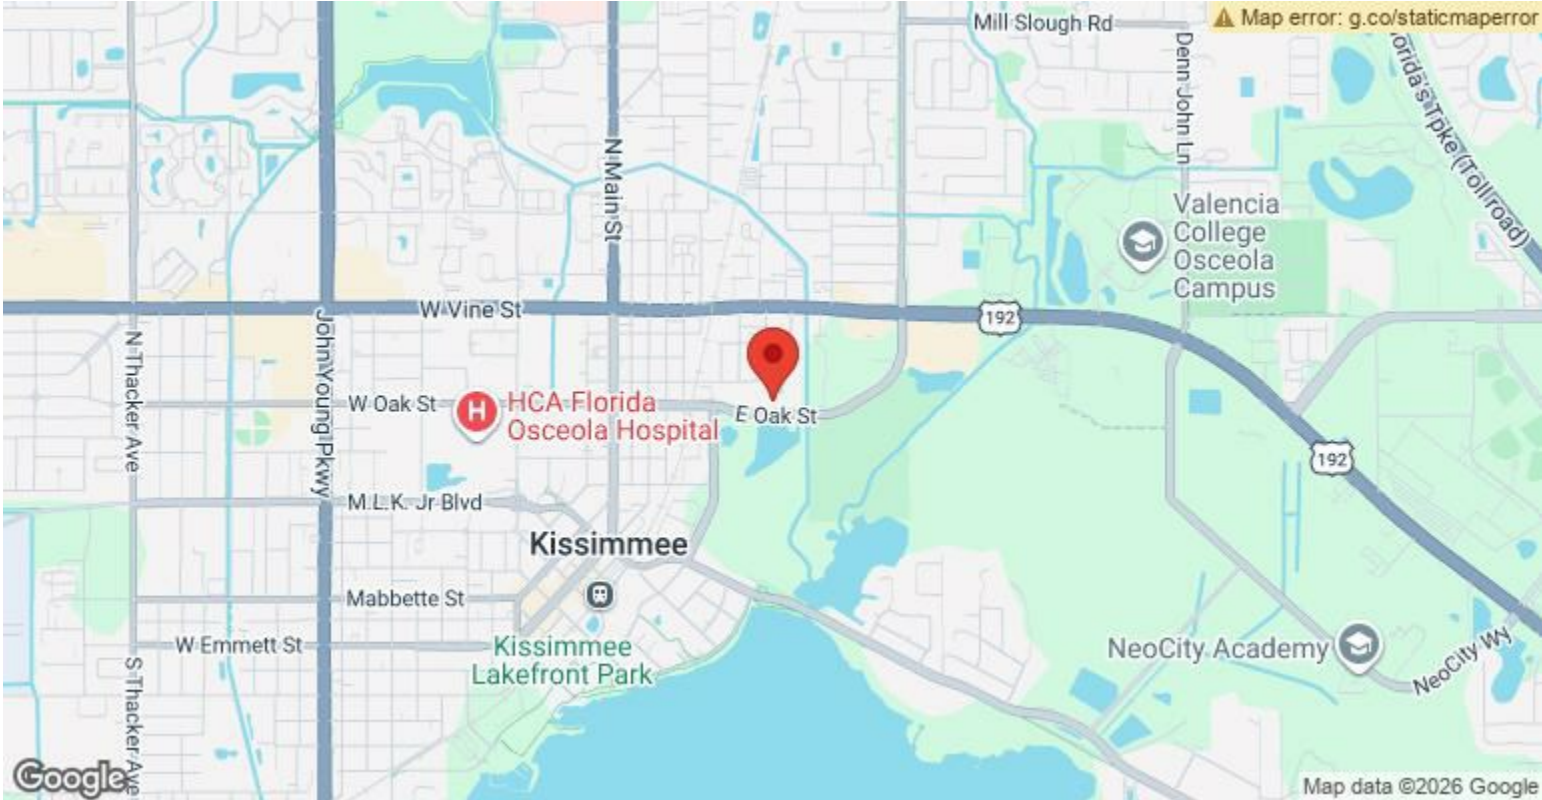 Map error: g.co/staticmaperror
Mill Slough Rd
Denn John Ln
Florida's Tpke (Toll road)
N Main St
Valencia
College
Osceola
Campus
W Vine St
192
John Young Pkwy
N Thacker Ave
W Oak St
H
HCA Florida
Osceola Hospital
E Oak St
192
M.L.K. Jr Blvd
Kissimmee
Mabbette St
W Emmett St
Kissimmee
Lakefront Park
NeoCity Academy
NeoCity Wy
S Thacker Ave
Google
Map data ©2026 Google